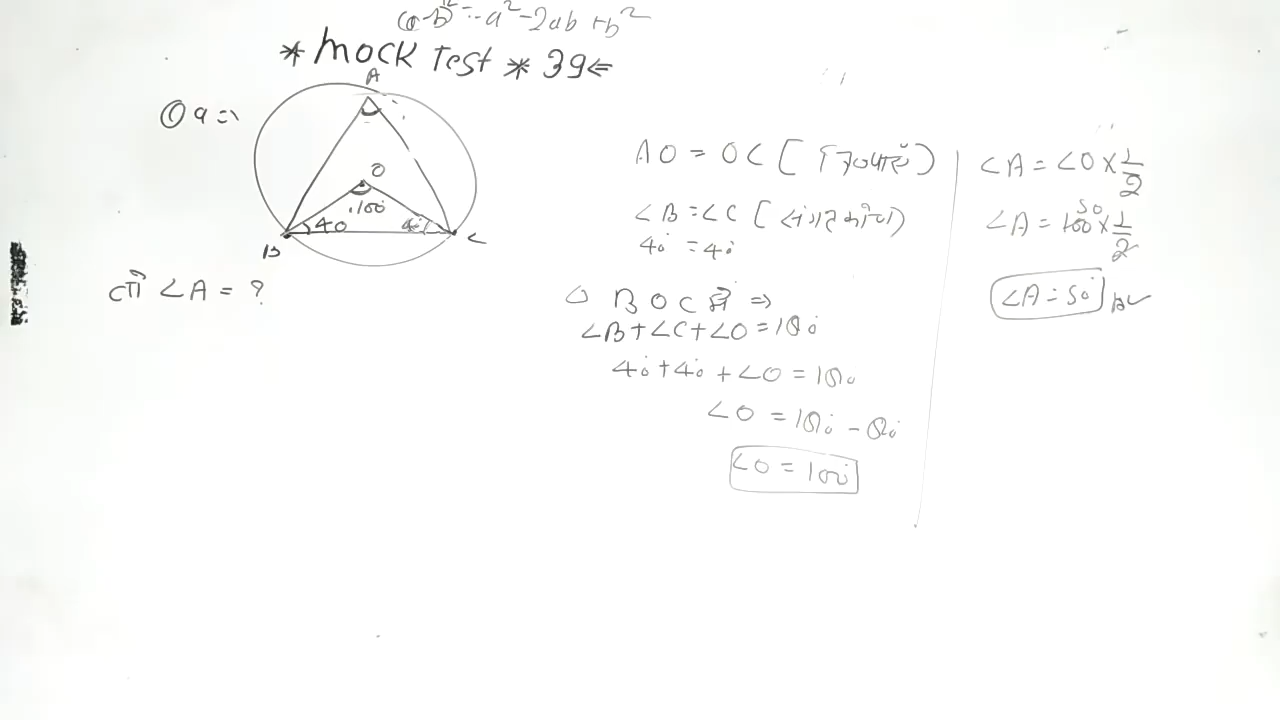 (a-b)² = a² - 2ab + b²
* Mock Test * 39 ⇐
① 9 ⇒
A
O
100
40
40°
B
C
तो ∠A = ?
AO = OC [त्रिज्याएँ)
∠B = ∠C [
40° = 40°
△ BOC में ⇒
∠B + ∠C + ∠O = 180°
40° + 40° + ∠O = 180
∠O = 180° - 80°
∠O = 100°
∠A = ∠O × 1/2
50
∠A = 100 × 1/2
∠A = 50°